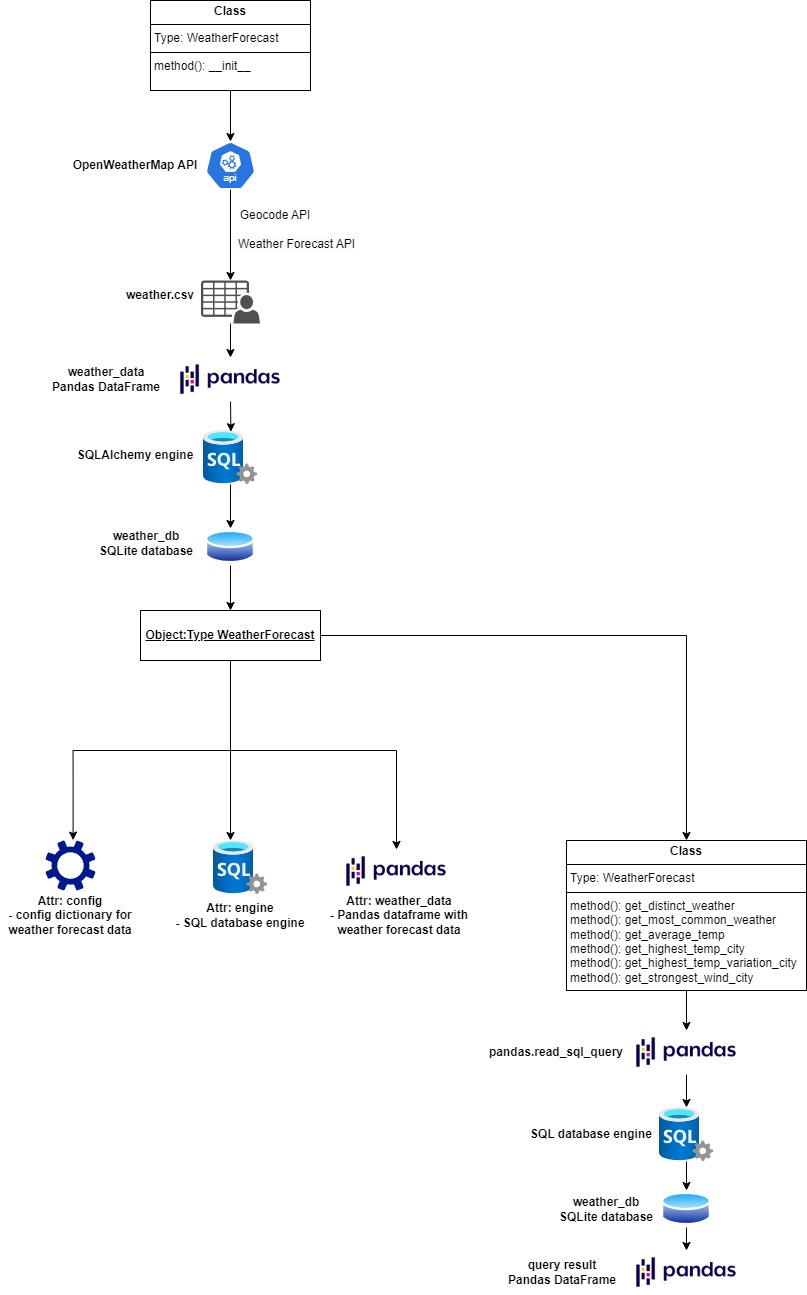 Class
Type: WeatherForecast
method(): __init__
OpenWeatherMap API
api
Geocode API
Weather Forecast API
weather.csv
weather_data
Pandas DataFrame
pandas
SQLAlchemy engine
SQL
weather_db
SQLite database
Object:Type WeatherForecast
SQL
pandas
Attr: config
- config dictionary for
weather forecast data
Attr: engine
- SQL database engine
Attr: weather_data
- Pandas dataframe with
weather forecast data
Class
Type: WeatherForecast
method(): get_distinct_weather
method(): get_most_common_weather
method(): get_average_temp
method(): get_highest_temp_city
method(): get_highest_temp_variation_city
method(): get_strongest_wind_city
pandas.read_sql_query
pandas
SQL database engine
SQL
weather_db
SQLite database
query result
Pandas DataFrame
pandas